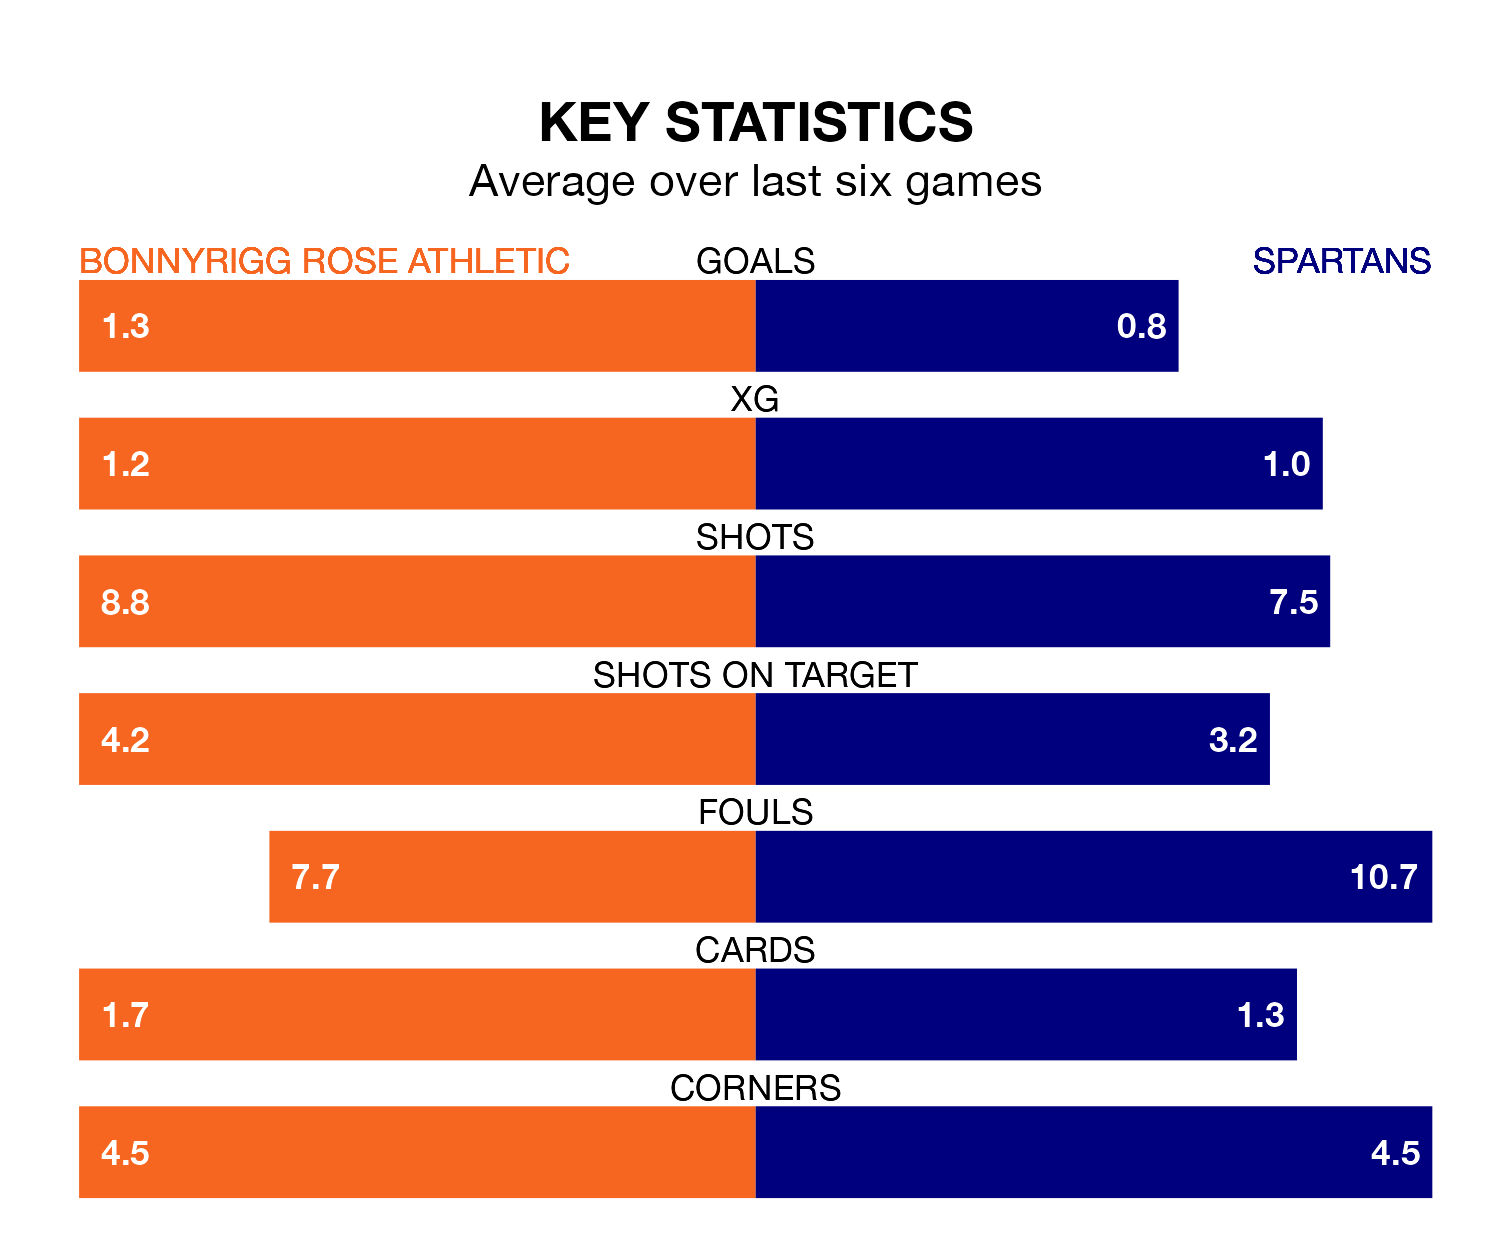 KEY STATISTICS
Average over last six games
BONNYRIGG ROSE ATHLETIC GOALS SPARTANS
1.3 0.8
XG
1.2 1.0
SHOTS
8.8 7.5
SHOTS ON TARGET
4.2 3.2
FOULS
7.7 10.7
CARDS
1.7 1.3
CORNERS
4.5 4.5